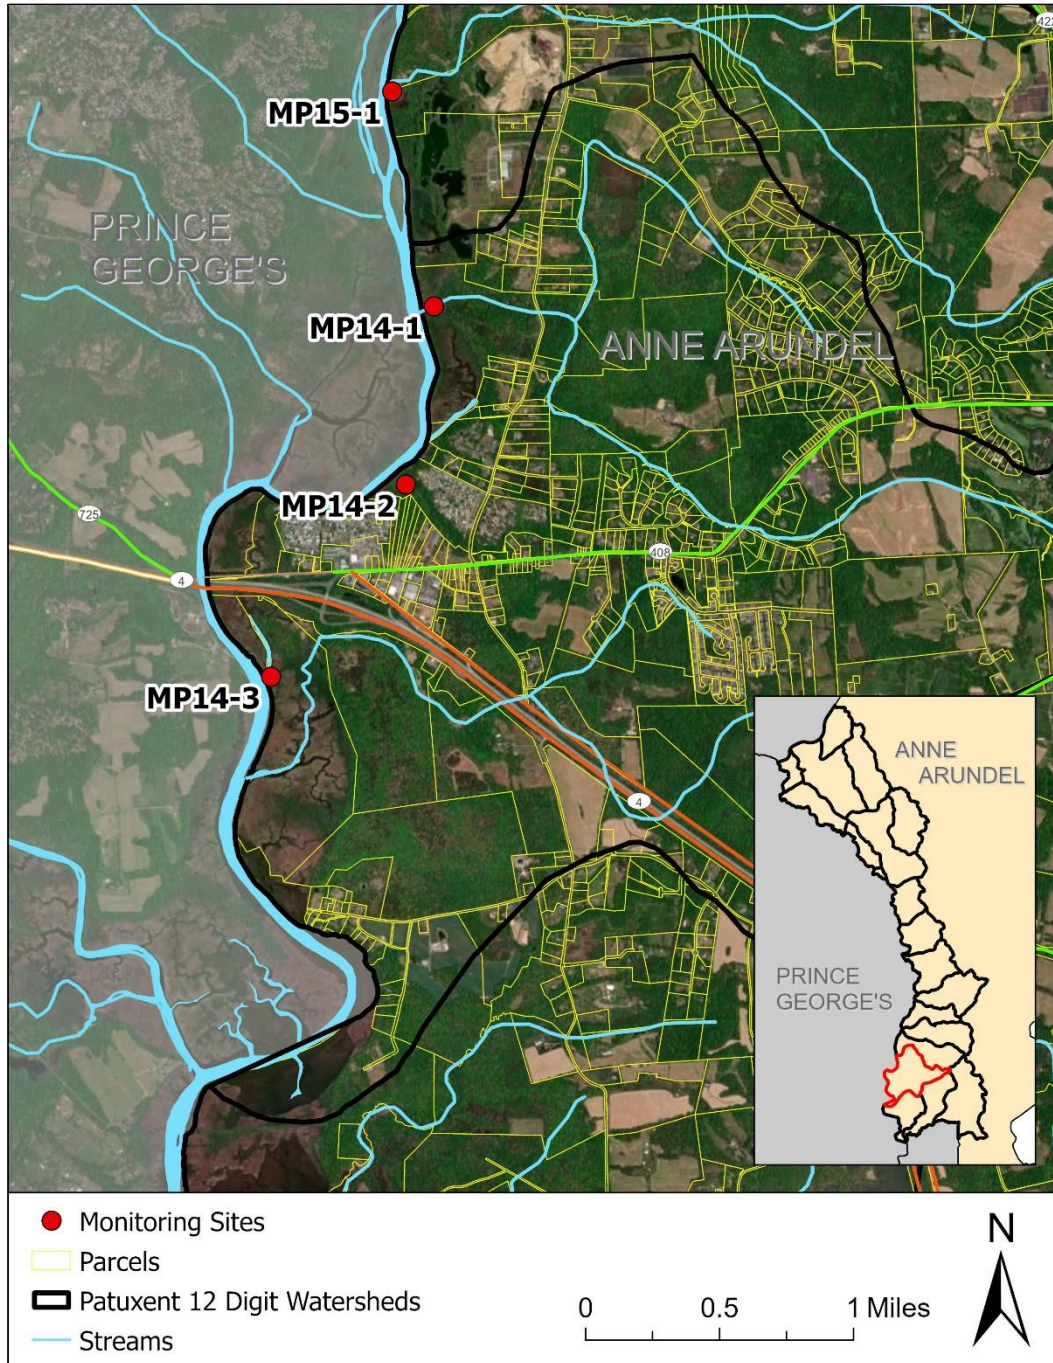 422
MP15-1
PRINCE
GEORGE'S
MP14-1
ANNE ARUNDEL
MP14-2
725
408
4
MP14-3
4
ANNE
ARUNDEL
PRINCE
GEORGE'S
Monitoring Sites
Parcels
Patuxent 12 Digit Watersheds
Streams
0 0.5 1 Miles
N